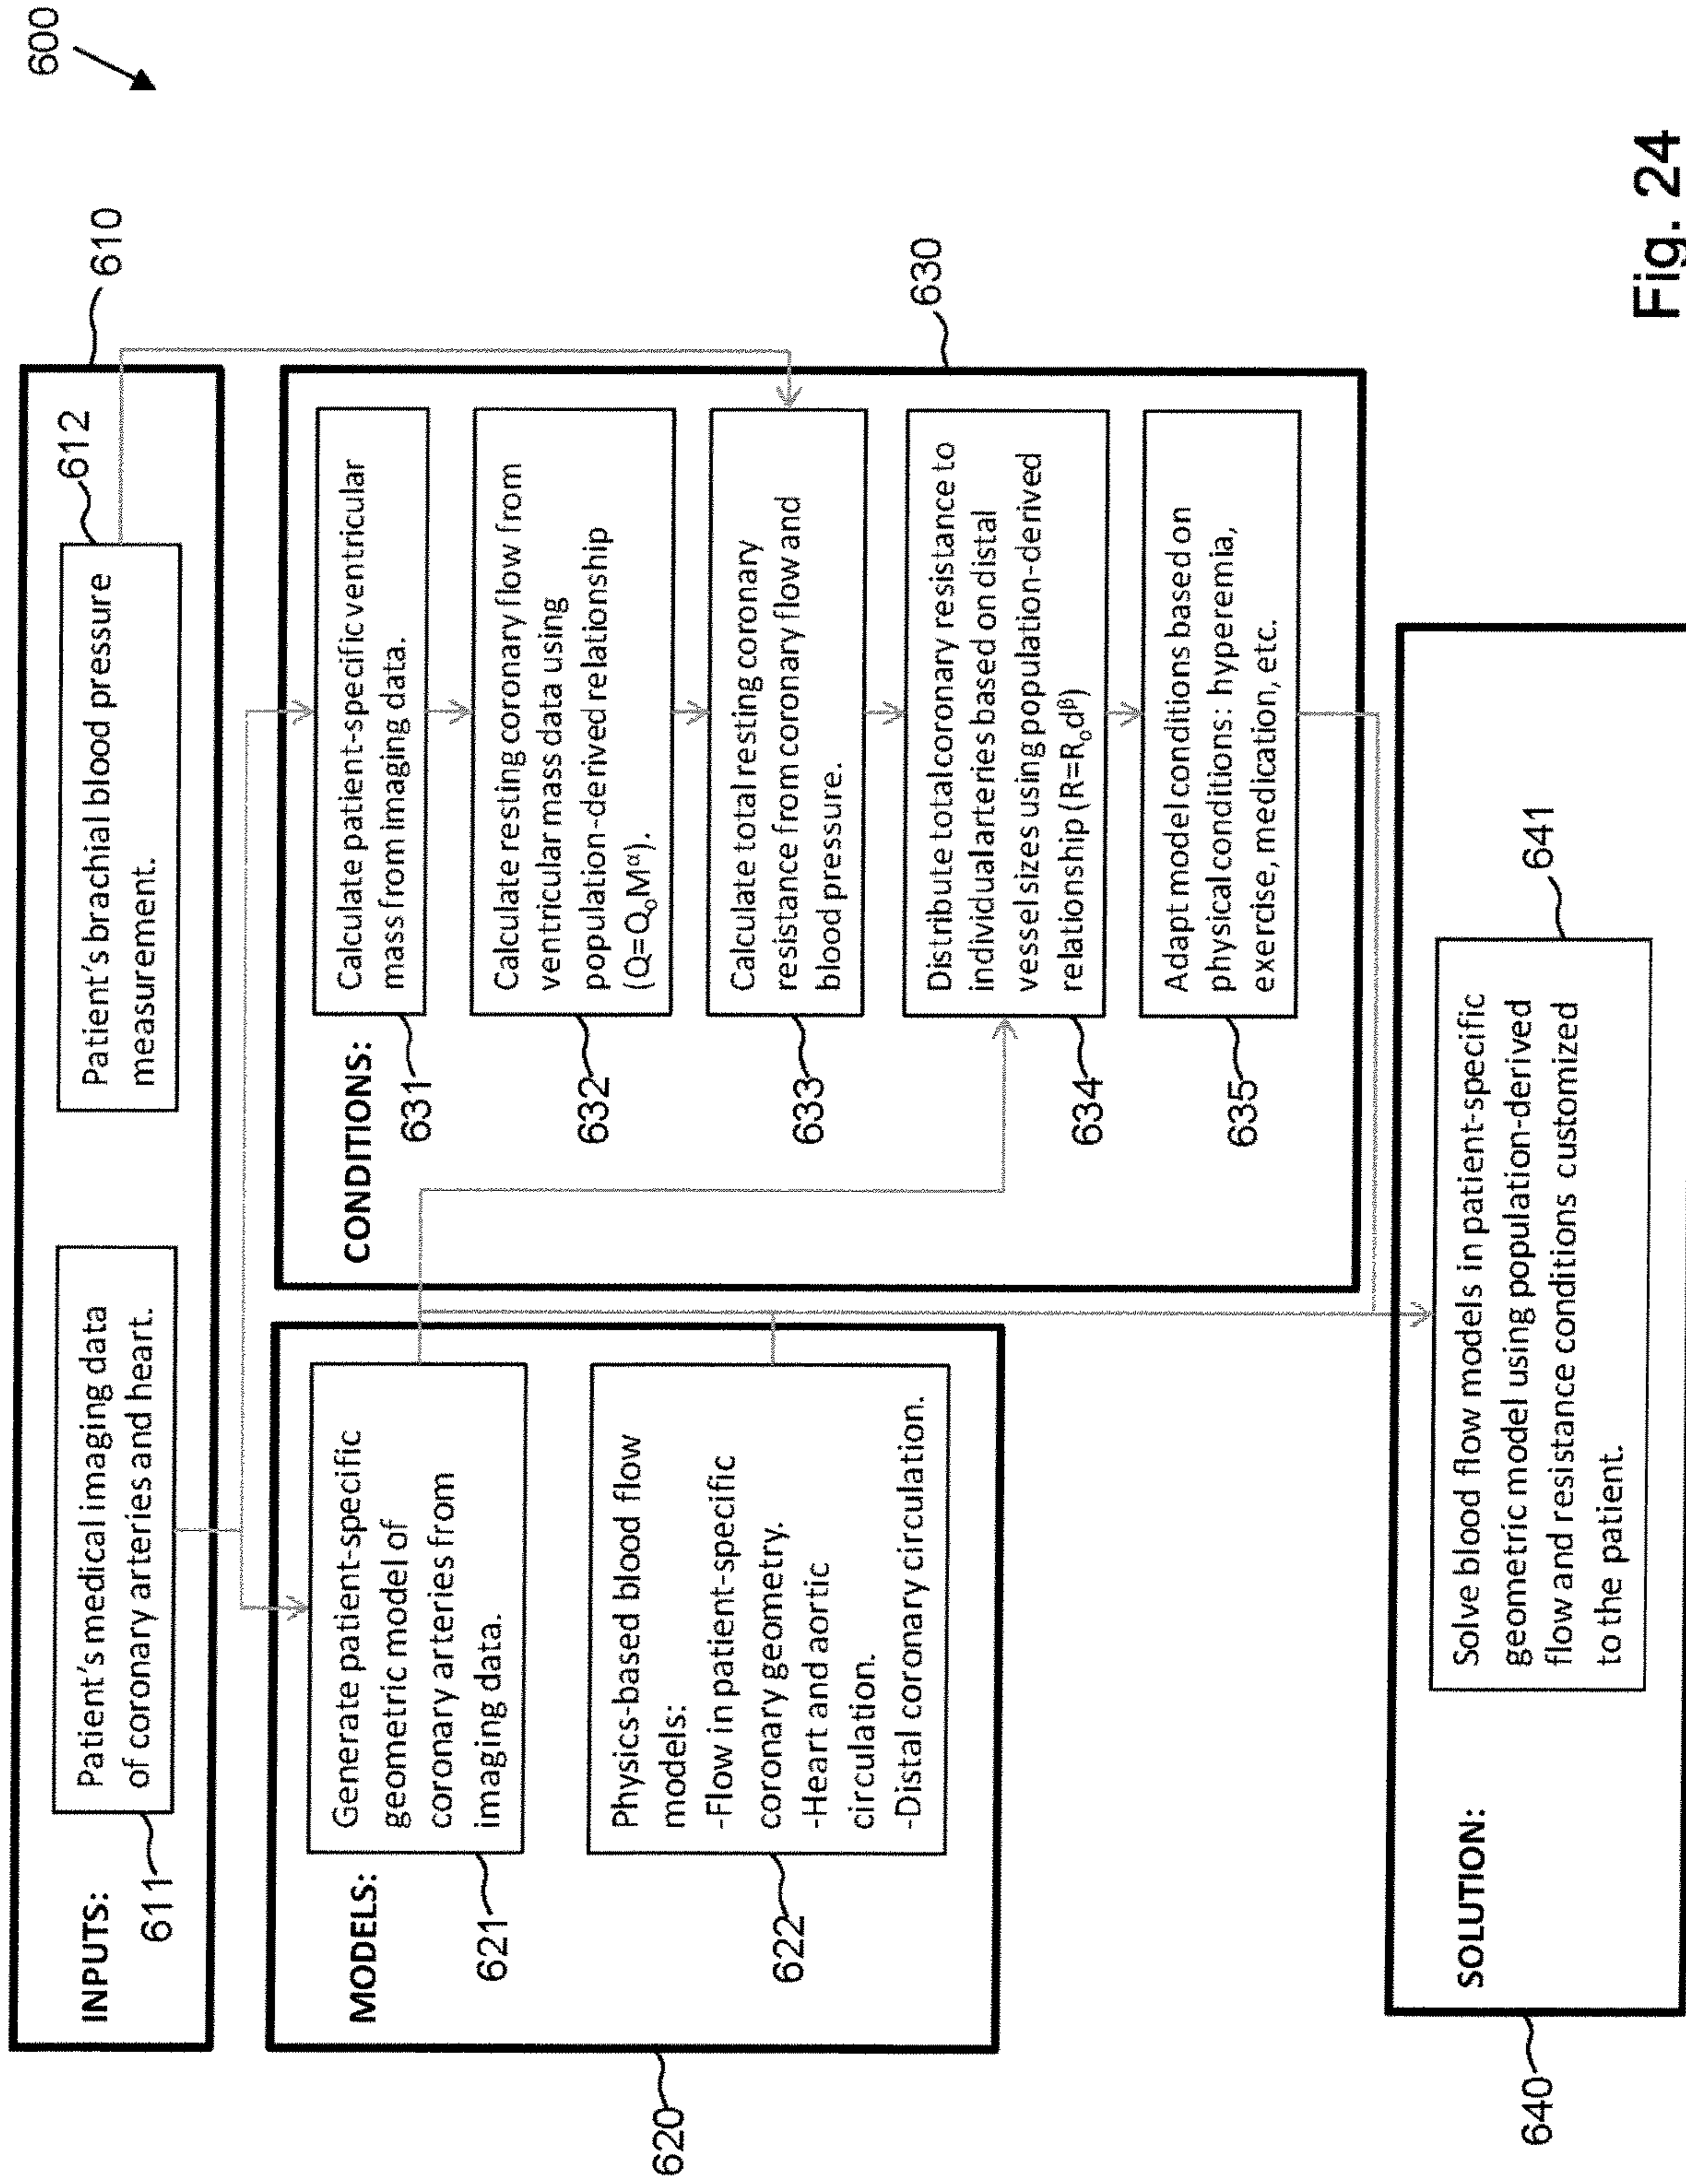 600
INPUTS:
610
611
Patient's medical imaging data
of coronary arteries and heart.
612
Patient's brachial blood pressure
measurement.
MODELS:
620
621
Generate patient-specific
geometric model of
coronary arteries from
imaging data.
622
Physics-based blood flow
models:
-Flow in patient-specific
coronary geometry.
-Heart and aortic
circulation.
-Distal coronary circulation.
CONDITIONS:
630
631
Calculate patient-specific ventricular
mass from imaging data.
632
Calculate resting coronary flow from
ventricular mass data using
population-derived relationship
(Q=QₒMᵅ).
633
Calculate total resting coronary
resistance from coronary flow and
blood pressure.
634
Distribute total coronary resistance to
individual arteries based on distal
vessel sizes using population-derived
relationship (R=Rₒdᵝ)
635
Adapt model conditions based on
physical conditions: hyperemia,
exercise, medication, etc.
SOLUTION:
640
641
Solve blood flow models in patient-specific
geometric model using population-derived
flow and resistance conditions customized
to the patient.
Fig. 24